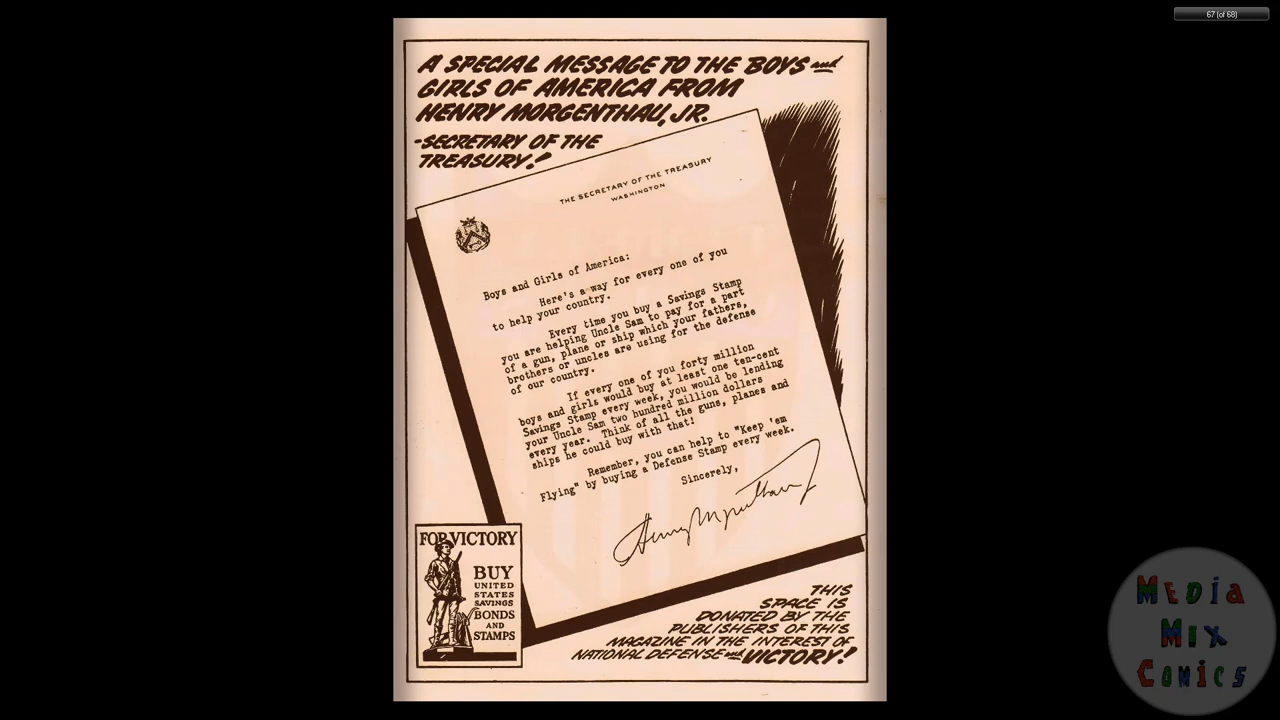 67 (of 68)
A SPECIAL MESSAGE TO THE BOYS and
GIRLS OF AMERICA FROM
HENRY MORGENTHAU, JR.
-SECRETARY OF THE
TREASURY!
THE SECRETARY OF THE TREASURY
WASHINGTON
Boys and Girls of America:
Here's a way for every one of you
to help your country.
Every time you buy a Savings Stamp
you are helping Uncle Sam to pay for a part
of a gun, plane or ship which your fathers,
brothers or uncles are using for the defense
of our country.
If every one of you forty million
boys and girls would buy at least one ten-cent
Savings Stamp every week, you would be lending
your Uncle Sam two hundred million dollars
every year. Think of all the guns, planes and
ships he could buy with that!
Remember, you can help to "Keep 'em
Flying" by buying a Defense Stamp every week.
Sincerely,
Henry Morgenthau Jr
FOR VICTORY
BUY
UNITED
STATES
SAVINGS
BONDS
AND
STAMPS
THIS
SPACE IS
DONATED BY THE
PUBLISHERS OF THIS
MAGAZINE IN THE INTEREST OF
NATIONAL DEFENSE and VICTORY!
MEDiA
MiX
COMiCS